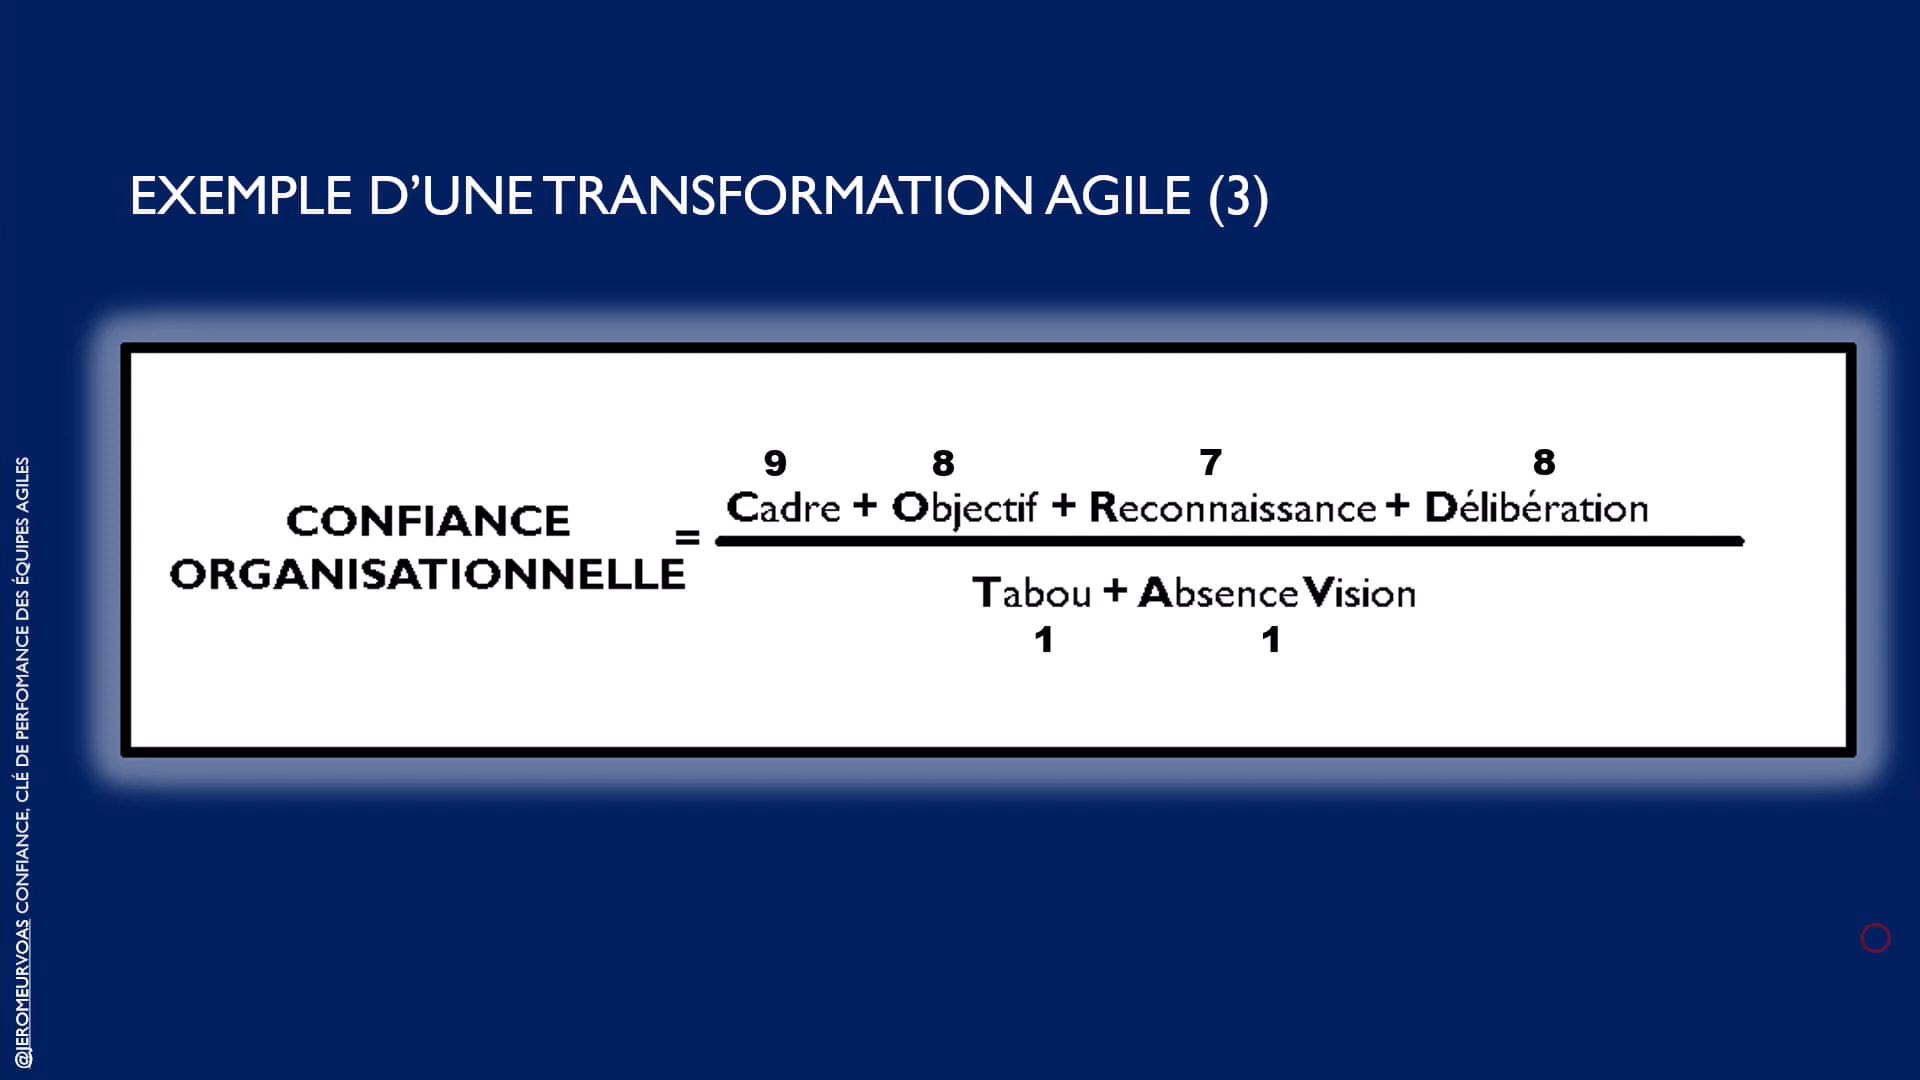 EXEMPLE D'UNE TRANSFORMATION AGILE (3)
9 8 7 8
CONFIANCE ORGANISATIONNELLE = Cadre + Objectif + Reconnaissance + Délibération
Tabou + Absence Vision
1 1
@JEROMEURVOAS CONFIANCE, CLÉ DE PERFOMANCE DES ÉQUIPES AGILES